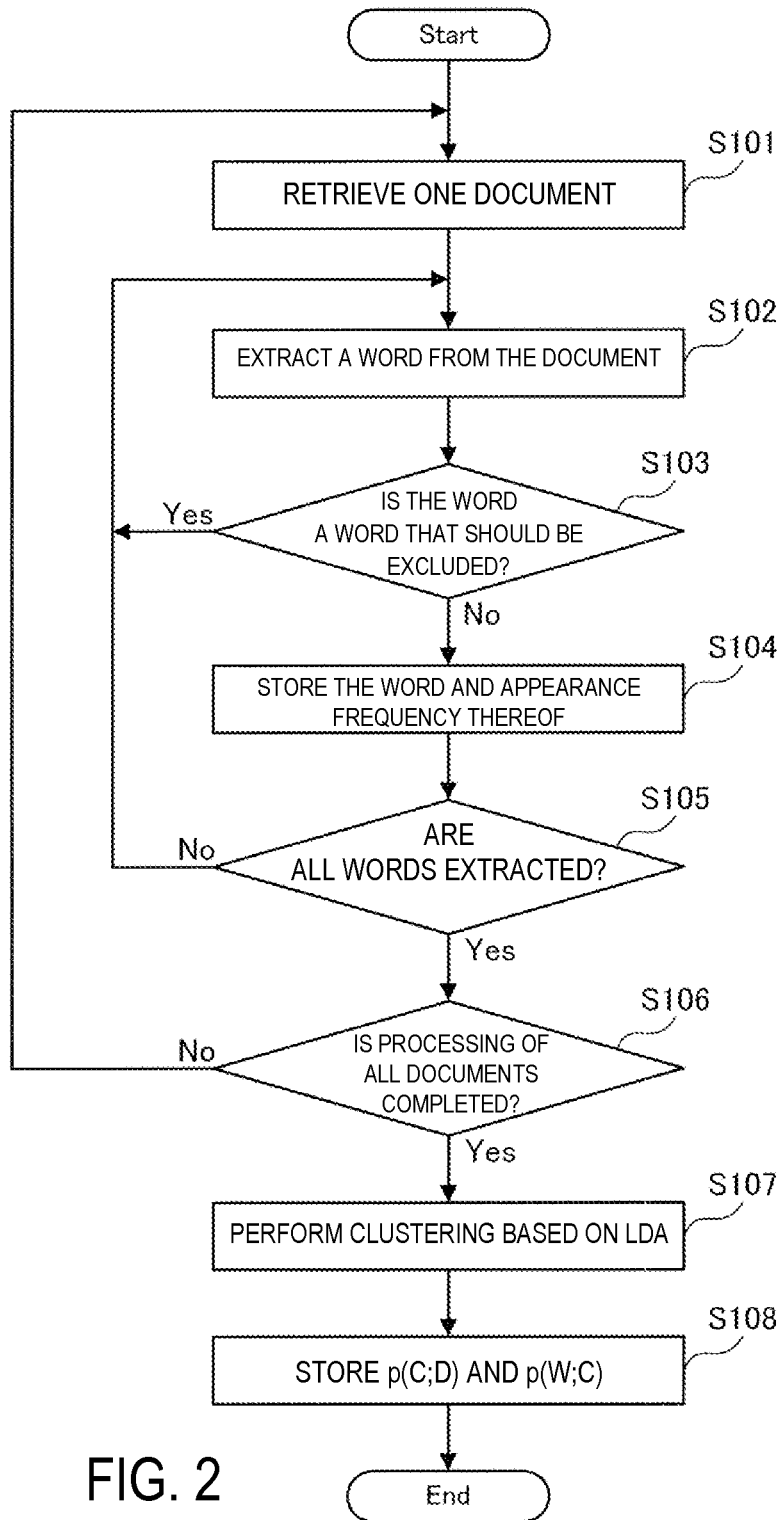 Start
S101
RETRIEVE ONE DOCUMENT
S102
EXTRACT A WORD FROM THE DOCUMENT
S103
IS THE WORD
A WORD THAT SHOULD BE
EXCLUDED?
Yes
No
S104
STORE THE WORD AND APPEARANCE
FREQUENCY THEREOF
S105
ARE
ALL WORDS EXTRACTED?
No
Yes
S106
IS PROCESSING OF
ALL DOCUMENTS
COMPLETED?
No
Yes
S107
PERFORM CLUSTERING BASED ON LDA
S108
STORE p(C;D) AND p(W;C)
End
FIG. 2